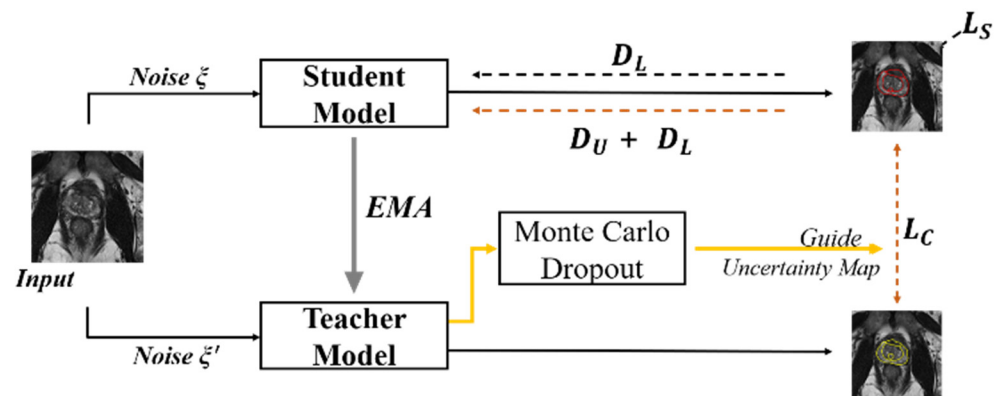 L_S
D_L
Noise ξ
Student
Model
D_U + D_L
EMA
Monte Carlo
Dropout
Guide
Uncertainty Map
L_C
Input
Teacher
Model
Noise ξ'